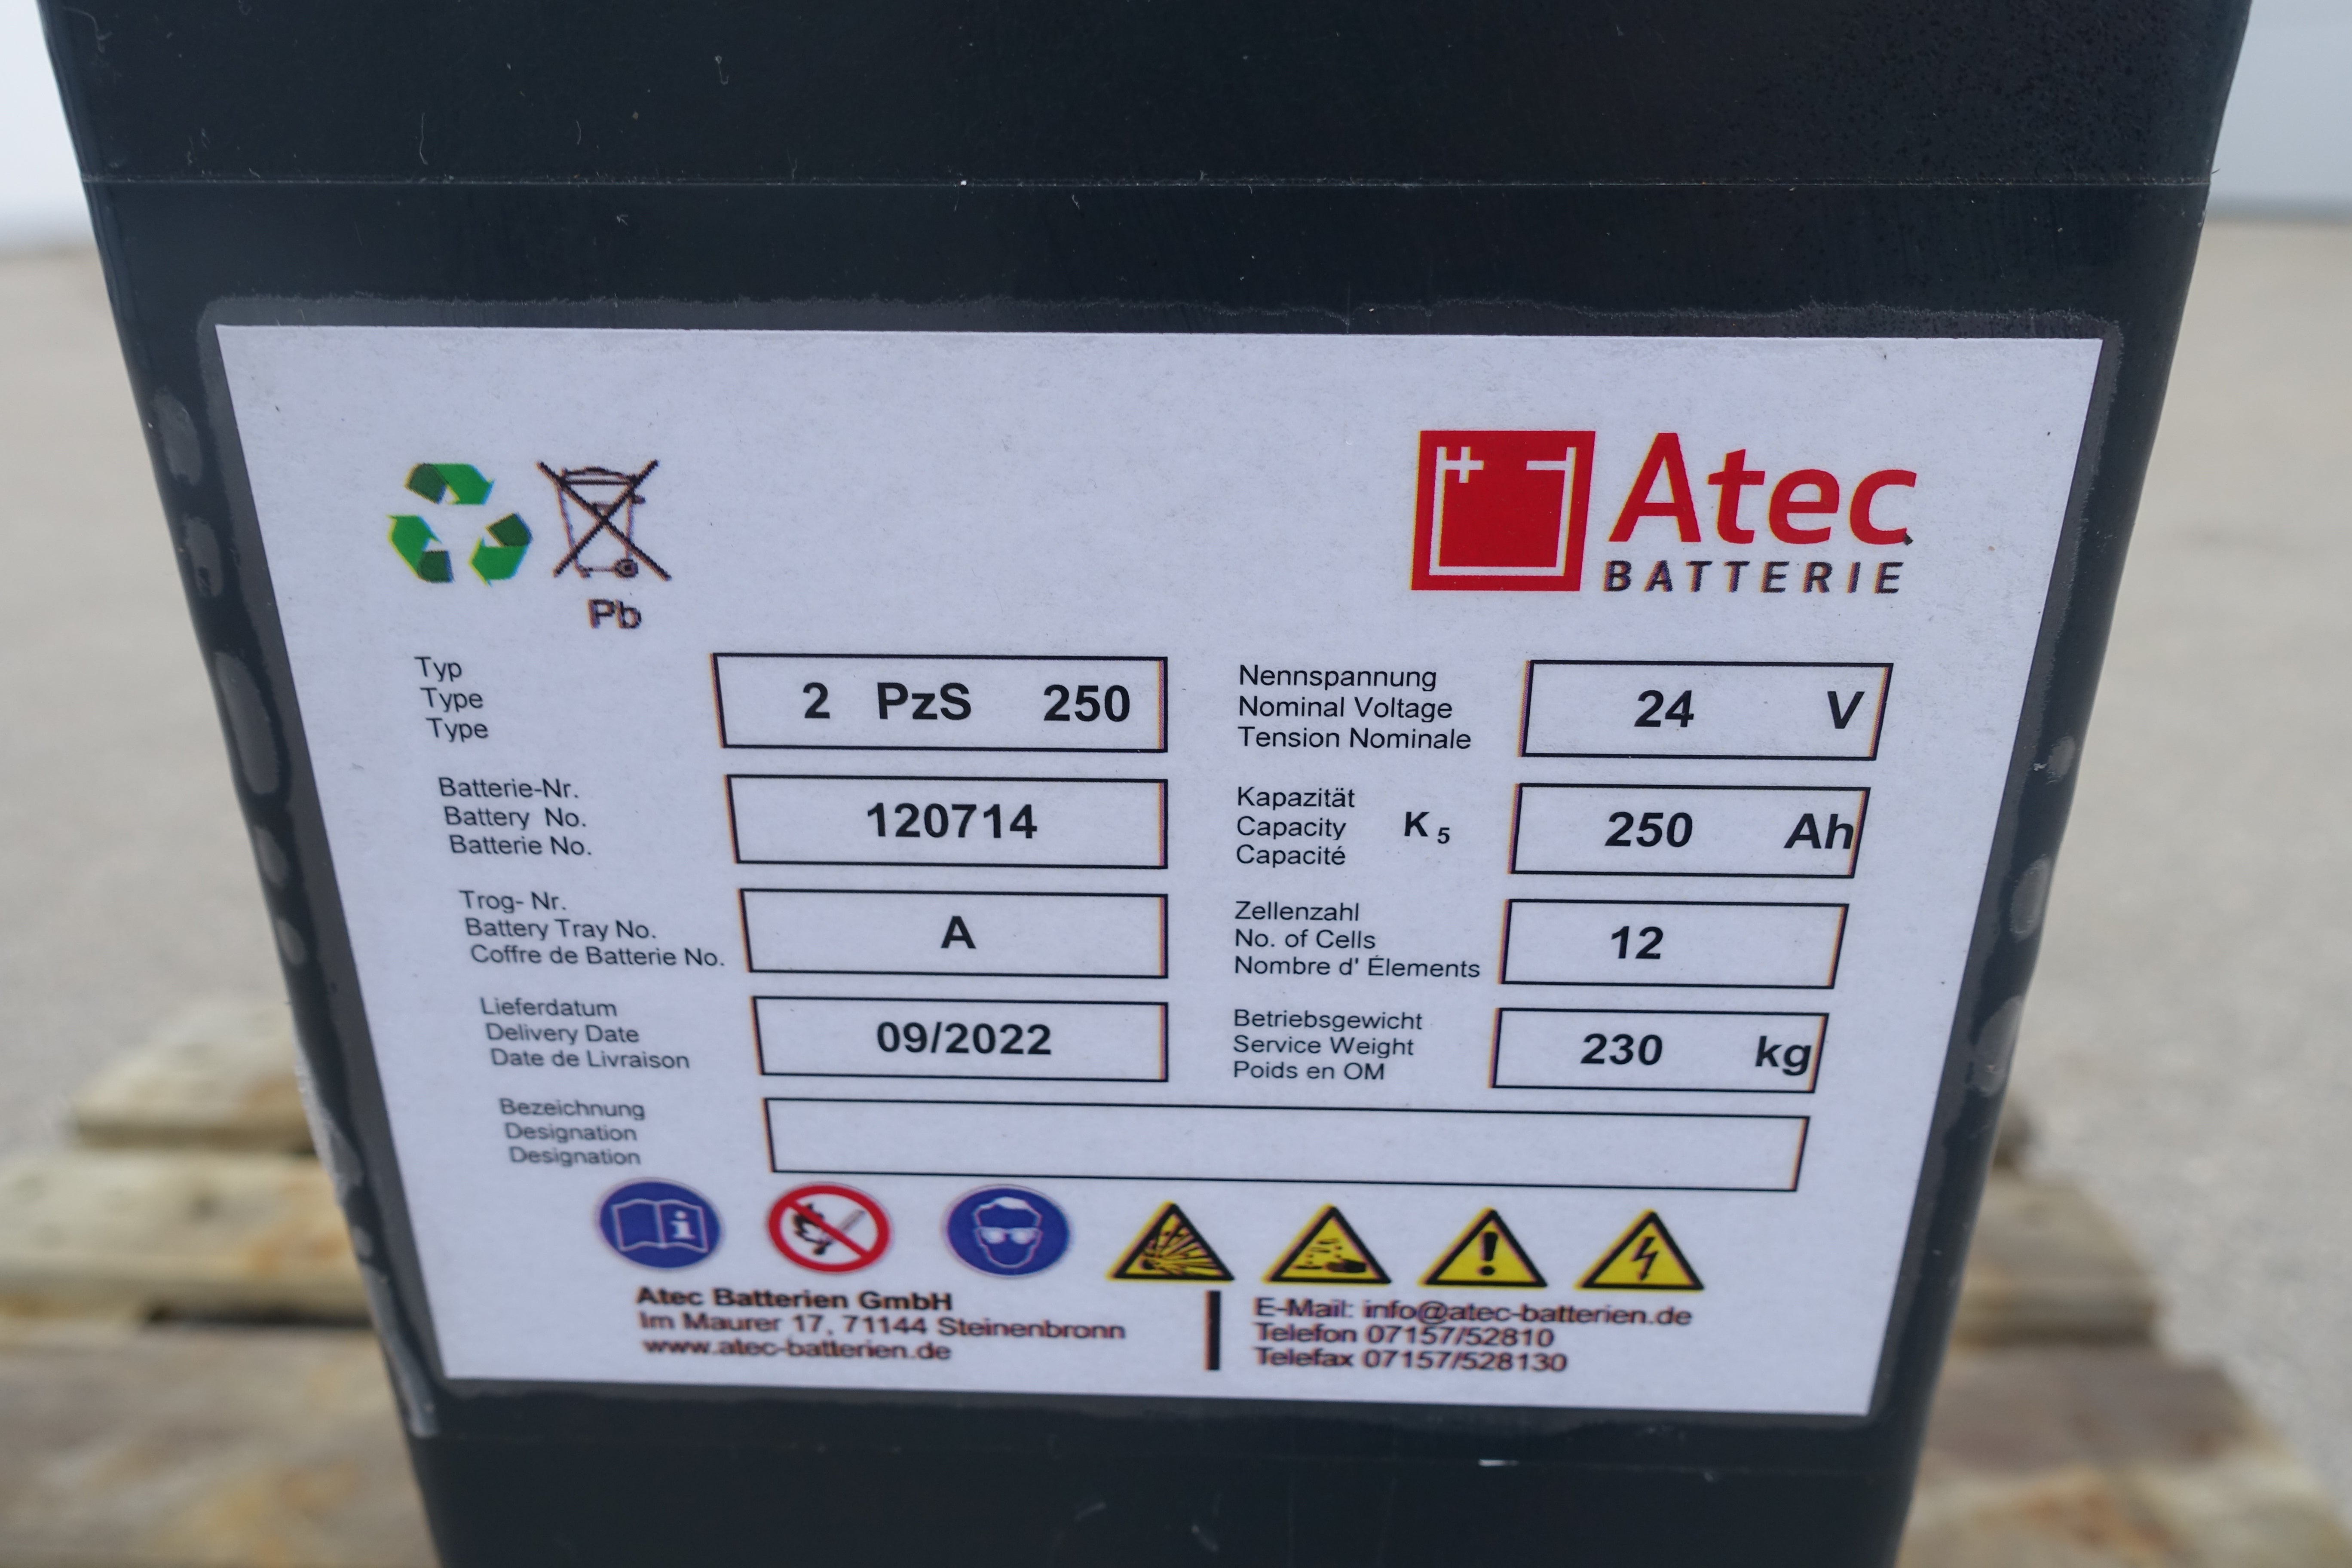 Atec
BATTERIE
Pb
Typ
Type
Type
2 PzS 250
Nennspannung
Nominal Voltage
Tension Nominale
24 V
Batterie-Nr.
Battery No.
Batterie No.
120714
Kapazität
Capacity
Capacité
K 5
250 Ah
Trog- Nr.
Battery Tray No.
Coffre de Batterie No.
A
Zellenzahl
No. of Cells
Nombre d' Élements
12
Lieferdatum
Delivery Date
Date de Livraison
09/2022
Betriebsgewicht
Service Weight
Poids en OM
230 kg
Bezeichnung
Designation
Designation
Atec Batterien GmbH
Im Maurer 17, 71144 Steinenbronn
www.atec-batterien.de
E-Mail: info@atec-batterien.de
Telefon 07157/52810
Telefax 07157/528130